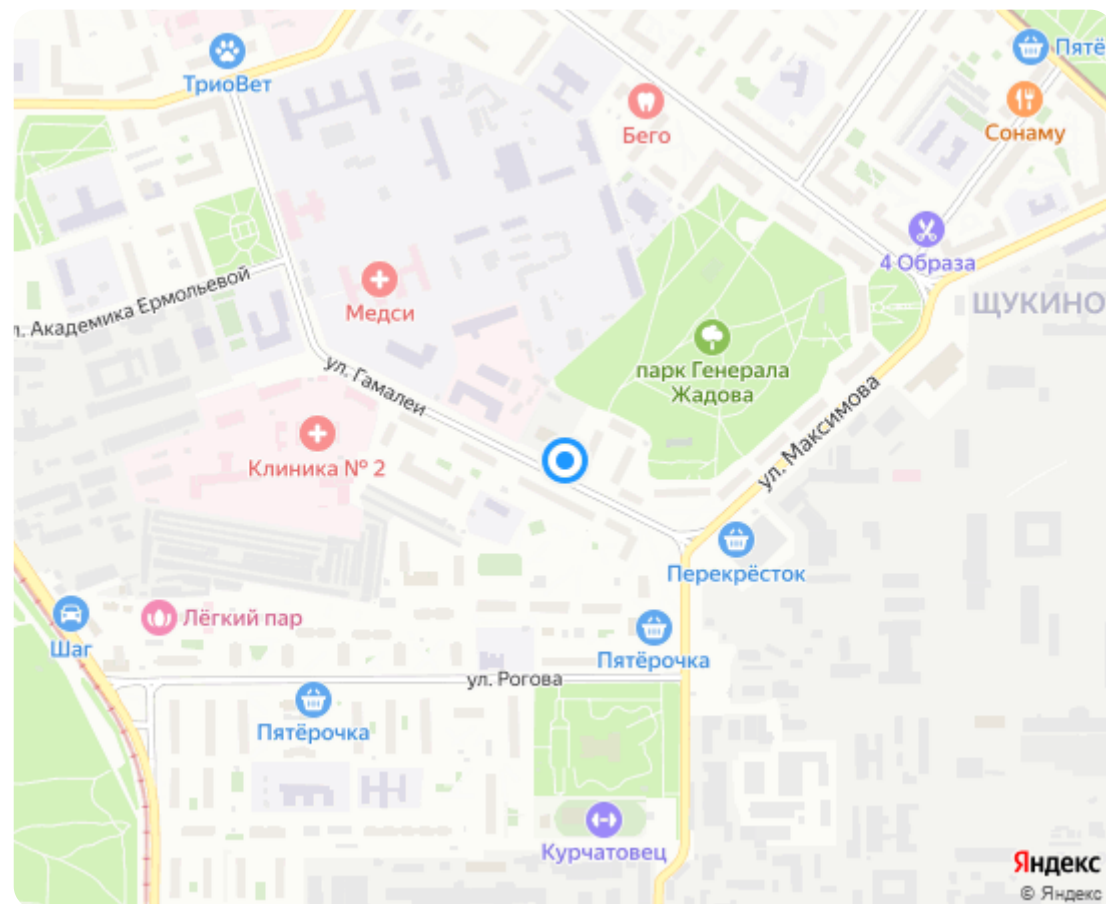 Пятё
ТриоВет
Бего
Сонаму
4 Образа
л. Академика Ермольевой
Медси
ЩУКИНО
парк Генерала
Жадова
ул. Гамалеи
ул. Максимова
Клиника № 2
Перекрёсток
Лёгкий пар
Шаг
Пятёрочка
ул. Рогова
Пятёрочка
Курчатовец
Яндекс
© Яндекс